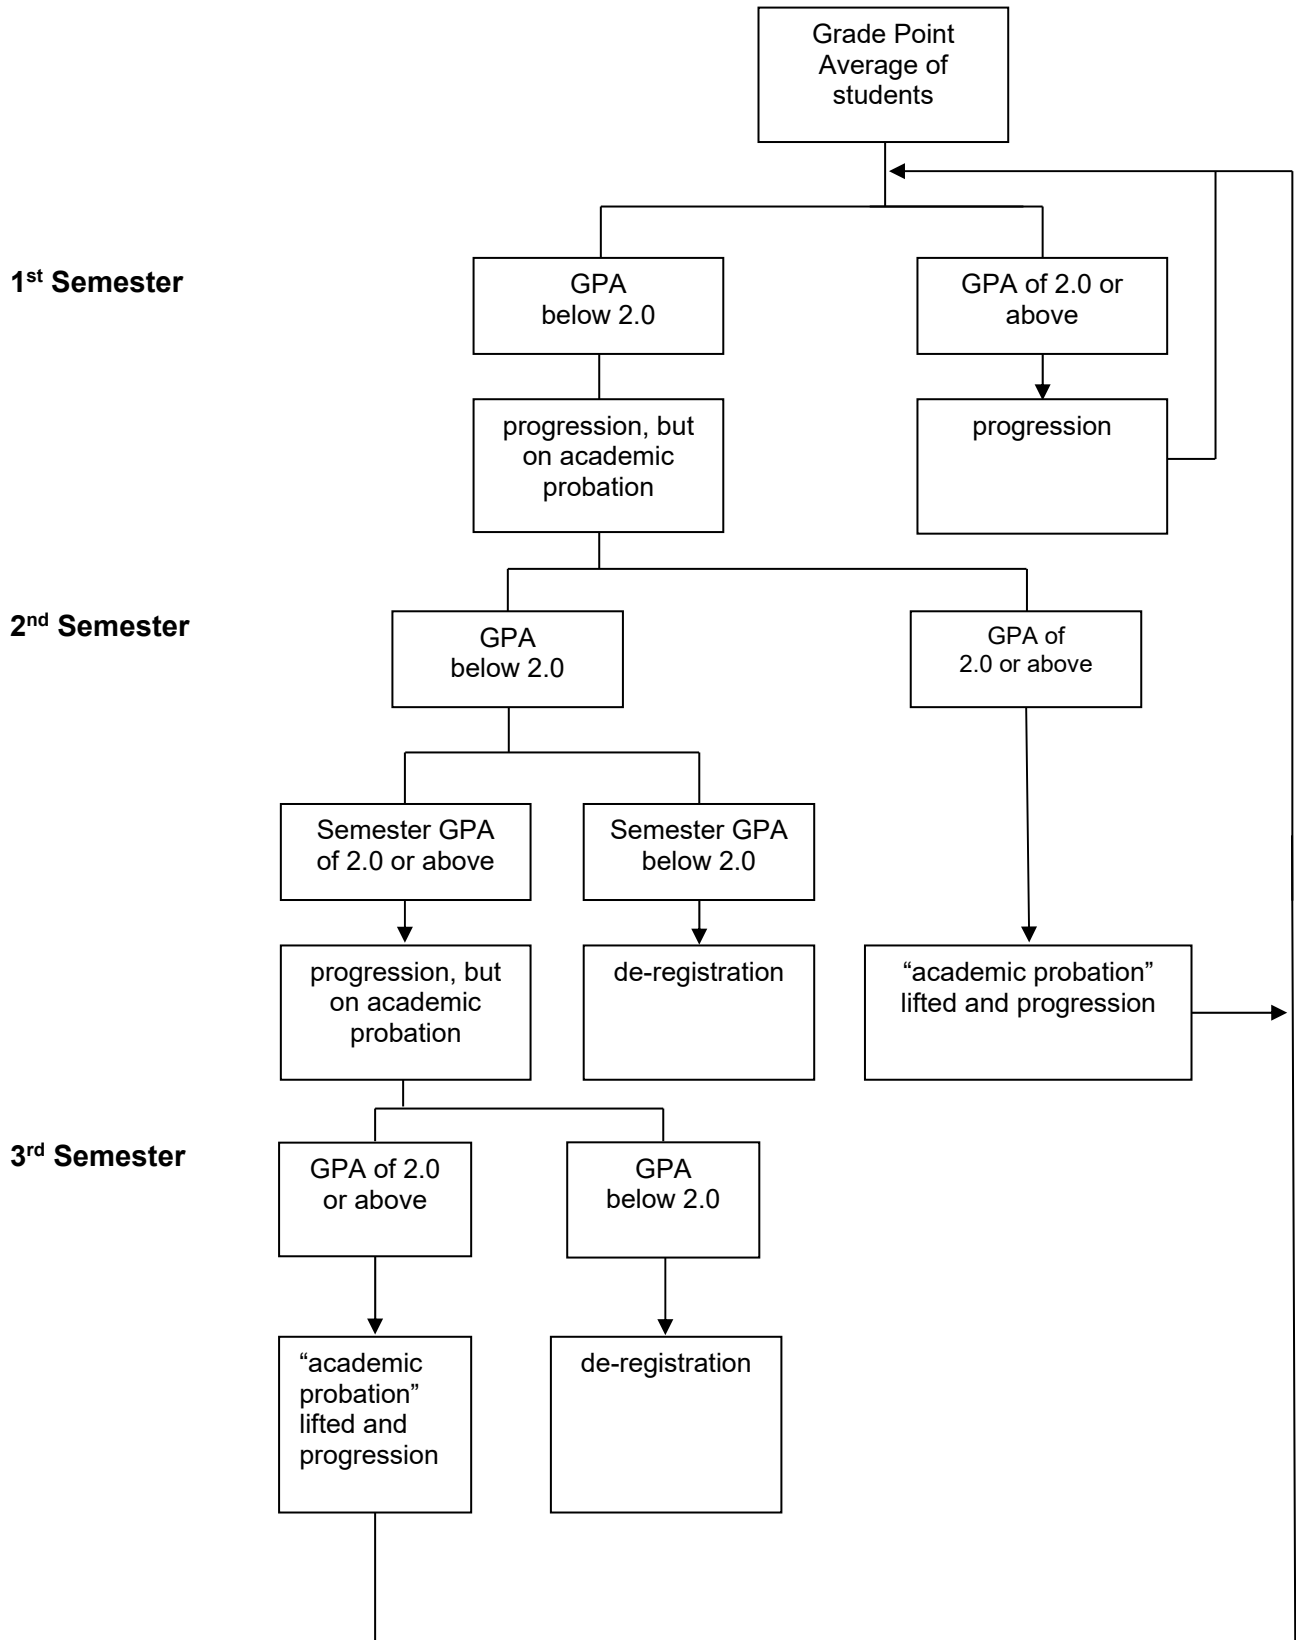 Grade Point
Average of
students
1st Semester
GPA
below 2.0
GPA of 2.0 or
above
progression, but
on academic
probation
progression
2nd Semester
GPA
below 2.0
GPA of
2.0 or above
Semester GPA
of 2.0 or above
Semester GPA
below 2.0
progression, but
on academic
probation
de-registration
“academic probation”
lifted and progression
3rd Semester
GPA of 2.0
or above
GPA
below 2.0
“academic
probation”
lifted and
progression
de-registration